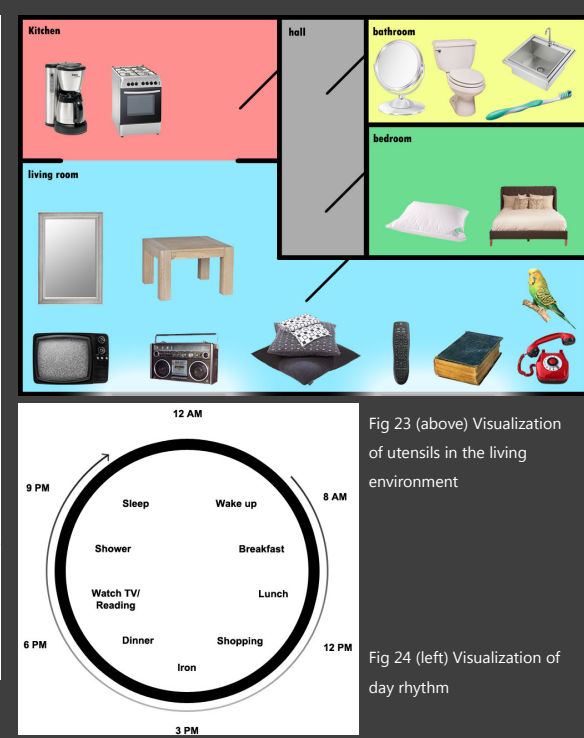 Kitchen
hall
bathroom
bedroom
living room
12 AM
9 PM
8 AM
Sleep
Wake up
Shower
Breakfast
Watch TV/
Reading
Lunch
6 PM
Dinner
Shopping
12 PM
Iron
3 PM
Fig 23 (above) Visualization
of utensils in the living
environment
Fig 24 (left) Visualization of
day rhythm